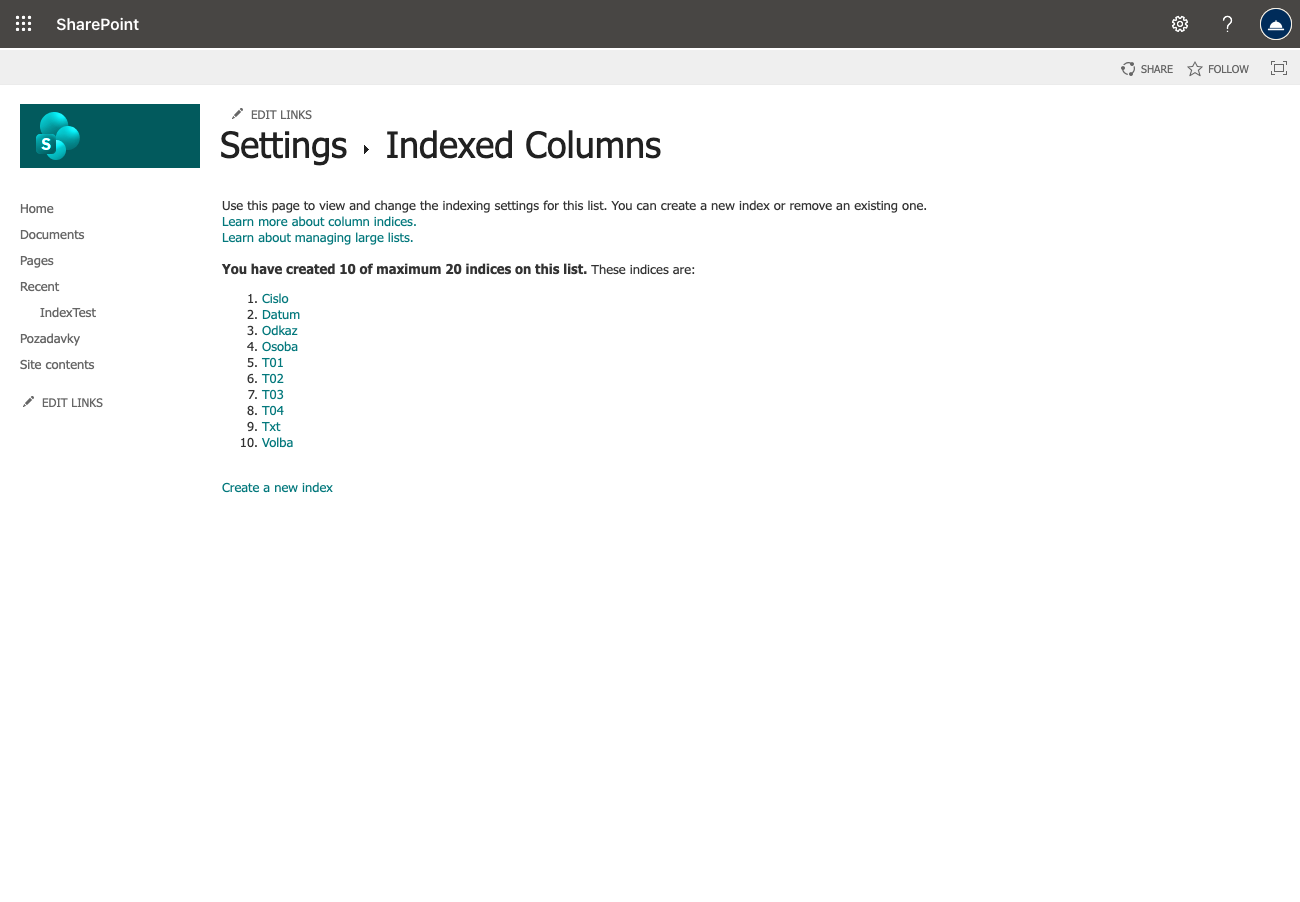 SharePoint
SHARE FOLLOW
S
EDIT LINKS
Settings Indexed Columns
Home
Documents
Pages
Recent
IndexTest
Pozadavky
Site contents
EDIT LINKS
Use this page to view and change the indexing settings for this list. You can create a new index or remove an existing one.
Learn more about column indices.
Learn about managing large lists.
You have created 10 of maximum 20 indices on this list. These indices are:
1. Cislo
2. Datum
3. Odkaz
4. Osoba
5. T01
6. T02
7. T03
8. T04
9. Txt
10. Volba
Create a new index